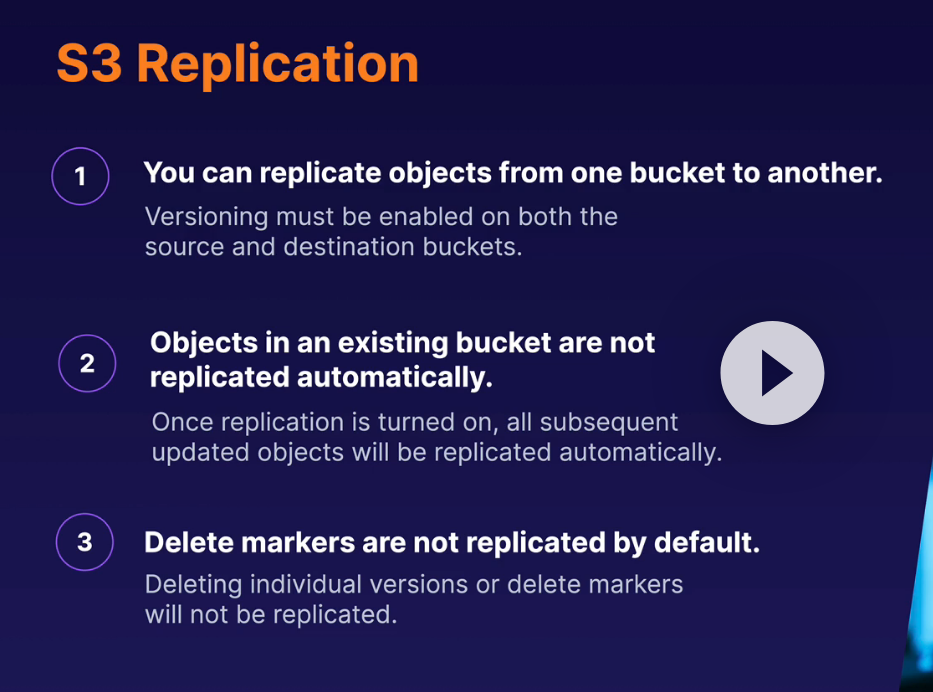 S3 Replication
1
You can replicate objects from one bucket to another.
Versioning must be enabled on both the
source and destination buckets.
2
Objects in an existing bucket are not
replicated automatically.
Once replication is turned on, all subsequent
updated objects will be replicated automatically.
3
Delete markers are not replicated by default.
Deleting individual versions or delete markers
will not be replicated.